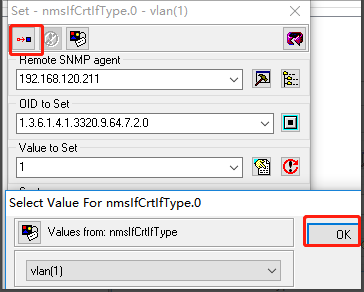 Set - nmsIfCrtIfType.0 - vlan(1)
Remote SNMP agent
192.168.120.211
OID to Set
1.3.6.1.4.1.3320.9.64.7.2.0
Value to Set
1
Select Value For nmsIfCrtIfType.0
Values from: nmsIfCrtIfType
OK
vlan(1)